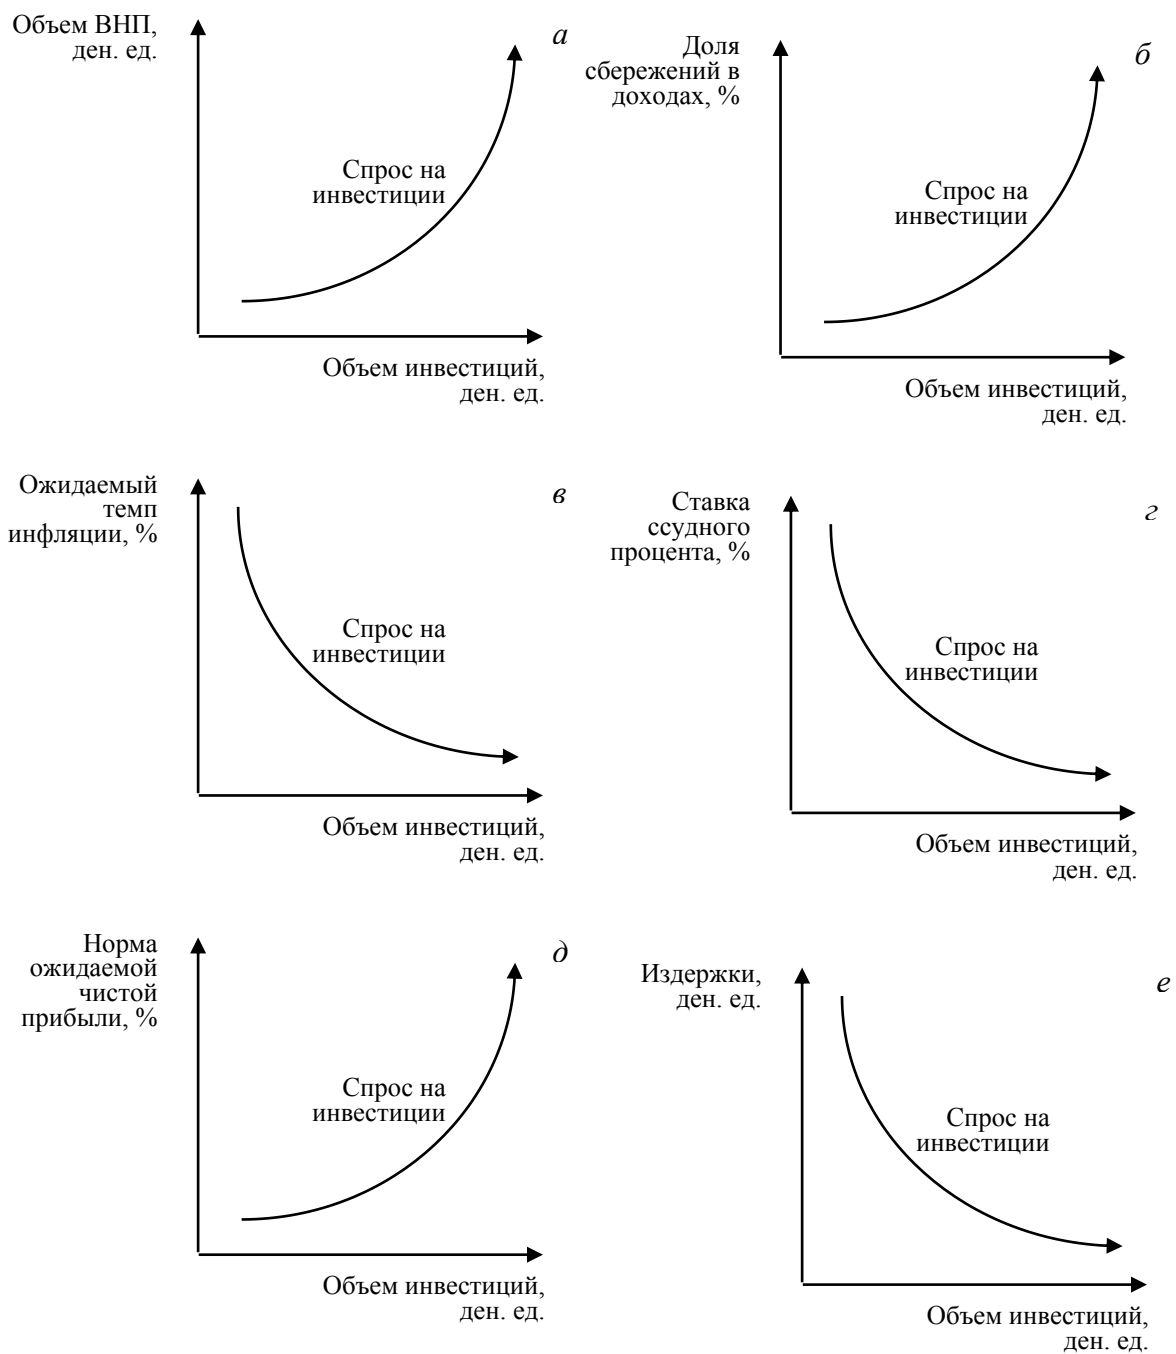 Объем ВНП,
ден. ед.
а
Спрос на
инвестиции
Объем инвестиций,
ден. ед.
Доля
сбережений в
доходах, %
б
Спрос на
инвестиции
Объем инвестиций,
ден. ед.
Ожидаемый
темп
инфляции, %
в
Спрос на
инвестиции
Объем инвестиций,
ден. ед.
Ставка
ссудного
процента, %
г
Спрос на
инвестиции
Объем инвестиций,
ден. ед.
Норма
ожидаемой
чистой
прибыли, %
д
Спрос на
инвестиции
Объем инвестиций,
ден. ед.
Издержки,
ден. ед.
е
Спрос на
инвестиции
Объем инвестиций,
ден. ед.